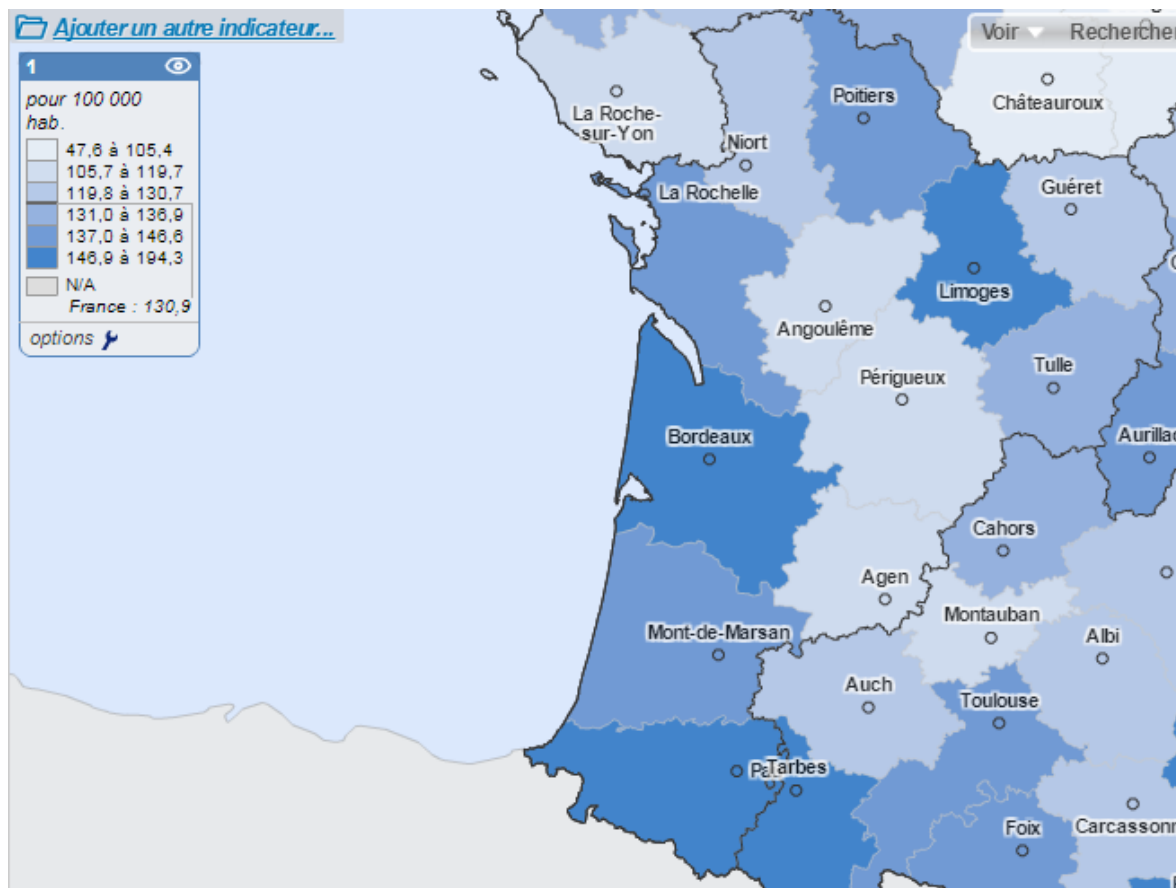 Ajouter un autre indicateur...
Voir
1
pour 100 000
hab.
47,6 à 105,4
105,7 à 119,7
119,8 à 130,7
131,0 à 136,9
137,0 à 146,6
146,9 à 194,3
N/A
France : 130,9
options
La Roche-
sur-Yon
Poitiers
Châteauroux
Niort
La Rochelle
Guéret
Limoges
Angoulême
Tulle
Périgueux
Bordeaux
Cahors
Agen
Montauban
Mont-de-Marsan
Albi
Auch
Toulouse
Tarbes
Foix